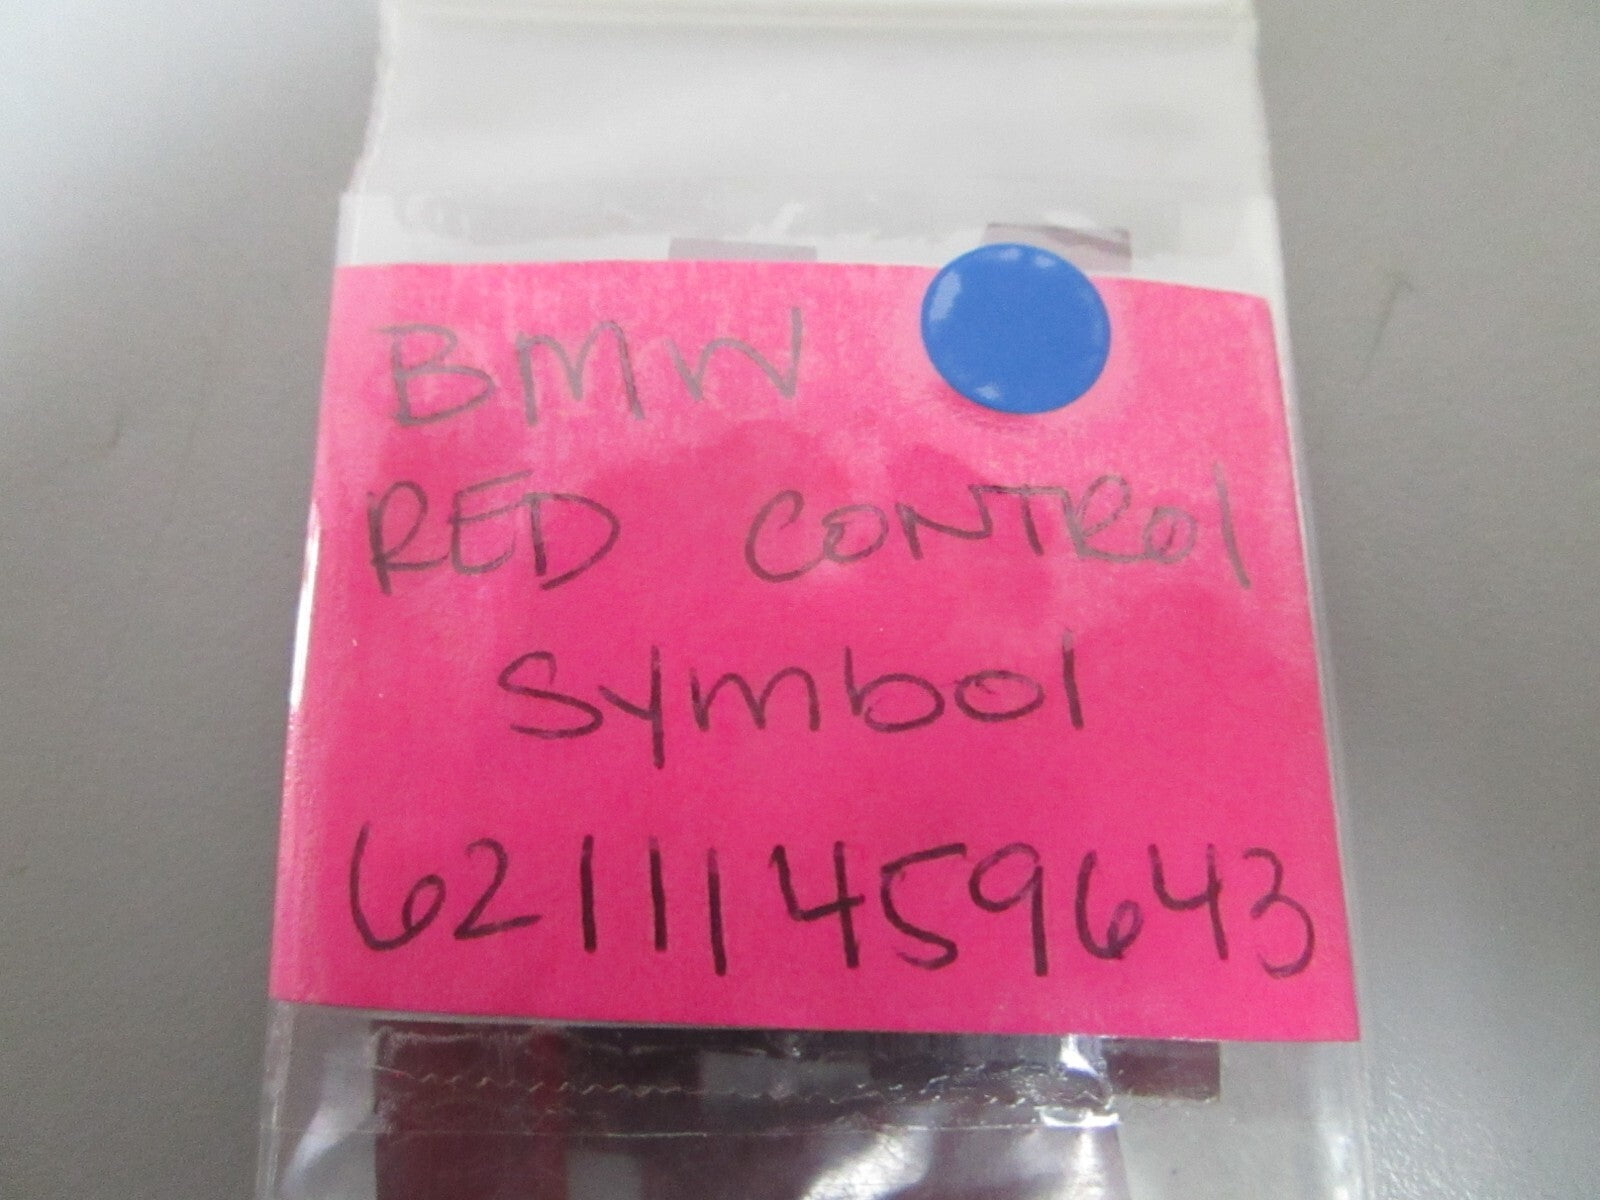 BMW
RED CONTROl
Symbol
62111459643